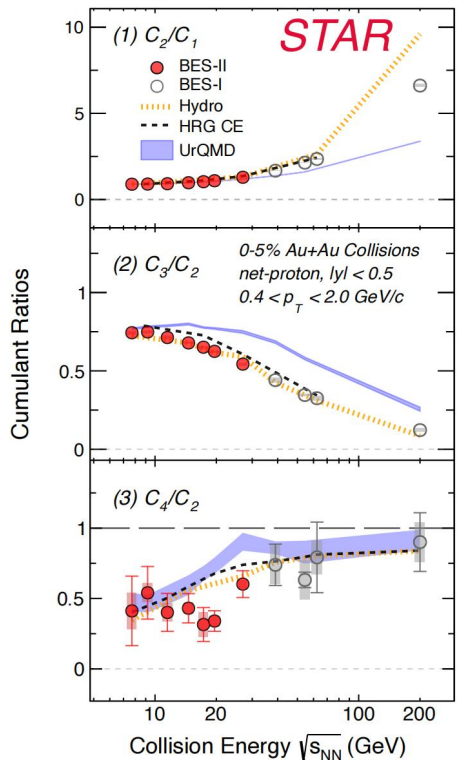 (1) C₂/C₁
STAR
BES-II
BES-I
Hydro
HRG CE
UrQMD
10
5
0
(2) C₃/C₂
0-5% Au+Au Collisions
net-proton, |y| < 0.5
0.4 < p_T < 2.0 GeV/c
1
0.5
0
Cumulant Ratios
(3) C₄/C₂
1
0.5
0
10 20 100 200
Collision Energy √s_NN (GeV)